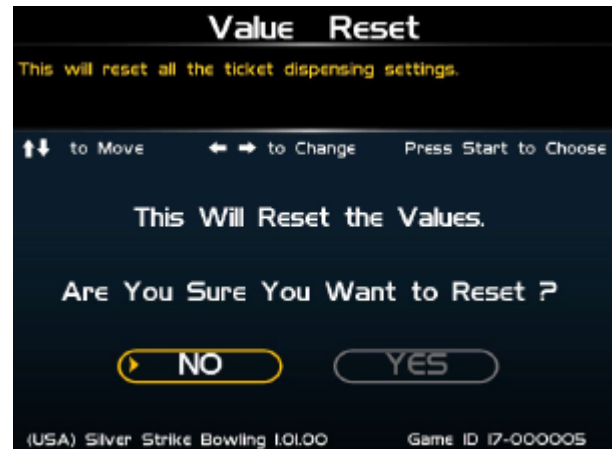 Value Reset
This will reset all the ticket dispensing settings.
to Move to Change Press Start to Choose
This Will Reset the Values.
Are You Sure You Want to Reset ?
NO YES
(USA) Silver Strike Bowling 1.01.00 Game ID 17-000005